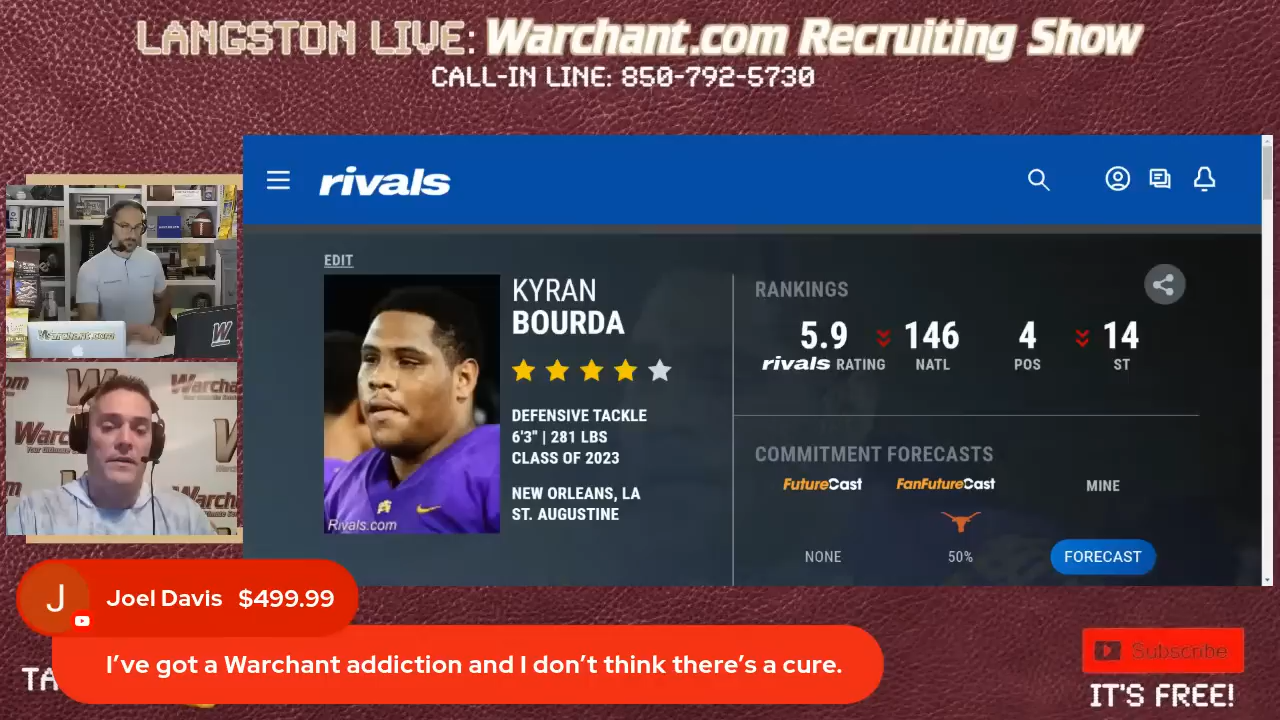 LANGSTON LIVE: Warchant.com Recruiting Show
CALL-IN LINE: 850-792-5730
rivals
EDIT
KYRAN
BOURDA
DEFENSIVE TACKLE
6'3" | 281 LBS
CLASS OF 2023
NEW ORLEANS, LA
ST. AUGUSTINE
Rivals.com
RANKINGS
5.9 146 4 14
rivals RATING NATL POS ST
COMMITMENT FORECASTS
FutureCast FanFutureCast MINE
NONE 50% FORECAST
J Joel Davis $499.99
I've got a Warchant addiction and I don't think there's a cure.
TA
Subscribe
IT'S FREE!